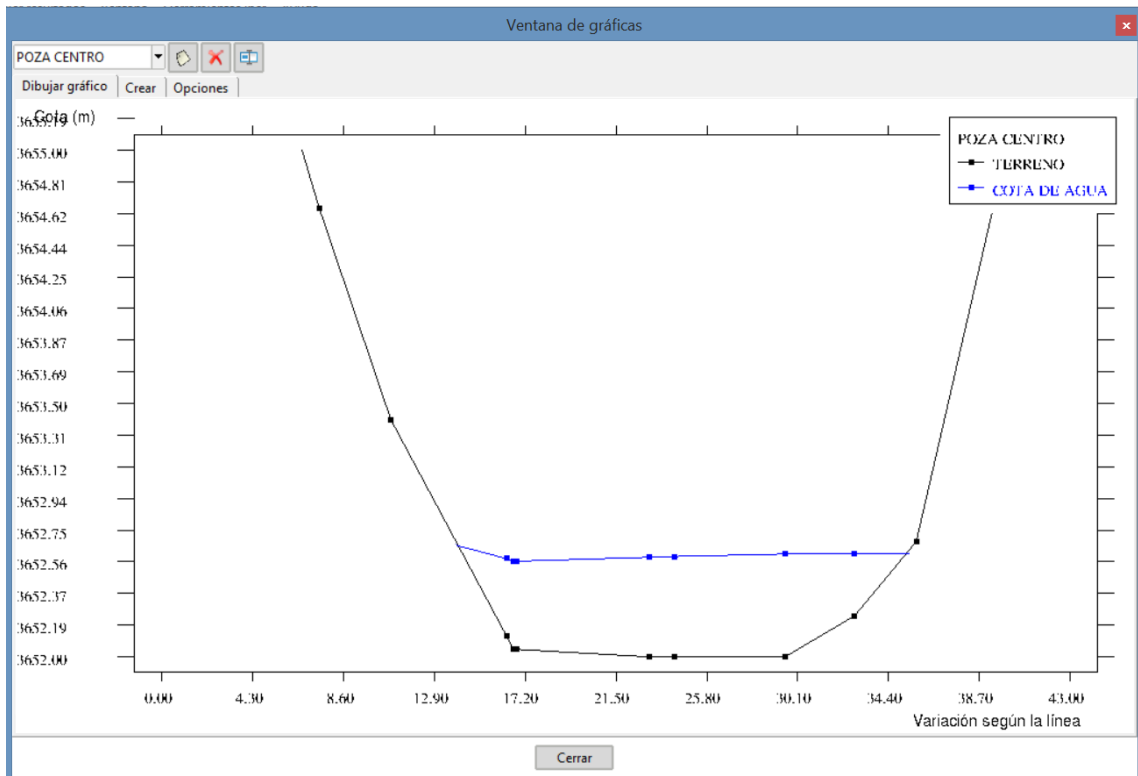 Ventana de gráficas
POZA CENTRO
Dibujar gráfico Crear Opciones
Cota (m)
3655.19
3655.00
3654.81
3654.62
3654.44
3654.25
3654.06
3653.87
3653.69
3653.50
3653.31
3653.12
3652.94
3652.75
3652.56
3652.37
3652.19
3652.00
POZA CENTRO
TERRENO
COTA DE AGUA
0.00 4.30 8.60 12.90 17.20 21.50 25.80 30.10 34.40 38.70 43.00
Variación según la línea
Cerrar